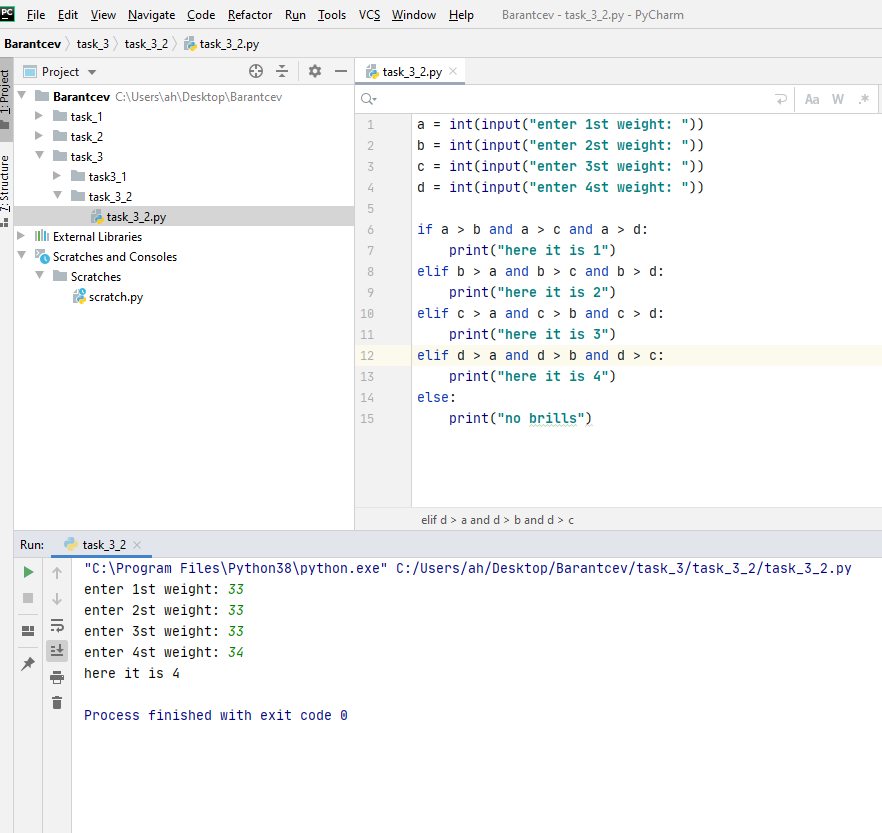 PC File Edit View Navigate Code Refactor Run Tools VCS Window Help Barantcev - task_3_2.py - PyCharm
Barantcev task_3 task_3_2 task_3_2.py
1: Project
7: Structure
Project
Barantcev C:\Users\ah\Desktop\Barantcev
task_1
task_2
task_3
task3_1
task_3_2
task_3_2.py
External Libraries
Scratches and Consoles
Scratches
scratch.py
task_3_2.py
Aa W .*
1 a = int(input("enter 1st weight: "))
2 b = int(input("enter 2st weight: "))
3 c = int(input("enter 3st weight: "))
4 d = int(input("enter 4st weight: "))
5
6 if a > b and a > c and a > d:
7     print("here it is 1")
8 elif b > a and b > c and b > d:
9     print("here it is 2")
10 elif c > a and c > b and c > d:
11     print("here it is 3")
12 elif d > a and d > b and d > c:
13     print("here it is 4")
14 else:
15     print("no brills")
elif d > a and d > b and d > c
Run: task_3_2
"C:\Program Files\Python38\python.exe" C:/Users/ah/Desktop/Barantcev/task_3/task_3_2/task_3_2.py
enter 1st weight: 33
enter 2st weight: 33
enter 3st weight: 33
enter 4st weight: 34
here it is 4
Process finished with exit code 0